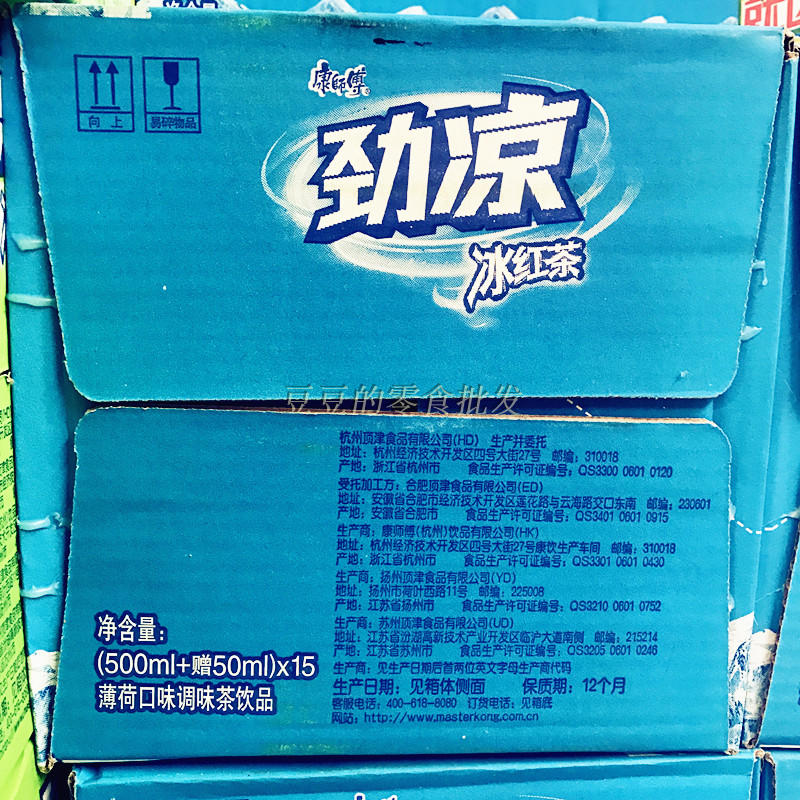 向上
易碎物品
康師傅
劲凉
冰红茶
豆豆的零食批发
杭州顶津食品有限公司(HD) 生产并委托
地址：杭州经济技术开发区四号大街27号 邮编：310018
产地：浙江省杭州市 食品生产许可证编号：QS3300 0601 0120
受托加工方：合肥顶津食品有限公司(ED)
地址：安徽省合肥市经济技术开发区莲花路与云海路交口东南 邮编：230601
产地：安徽省合肥市 食品生产许可证编号：QS3401 0601 0915
生产商：康师傅(杭州)饮品有限公司(HK)
地址：杭州经济技术开发区四号大街27号康饮生产车间 邮编：310018
产地：浙江省杭州市 食品生产许可证编号：QS3301 0601 0430
生产商：扬州顶津食品有限公司(YD)
地址：扬州市荷叶西路11号 邮编：225008
产地：江苏省扬州市 食品生产许可证编号：QS3210 0601 0752
生产商：苏州顶津食品有限公司(UD)
地址：江苏省汾湖高新技术产业开发区临沪大道南侧 邮编：215214
产地：江苏省苏州市 食品生产许可证编号：QS3205 0601 0246
生产商：见生产日期后首两位英文字母生产商代码
生产日期：见箱体侧面 保质期：12个月
客服电话：400-618-8080 订货电话：见箱底
网站：http://www.masterkong.com.cn
净含量：
(500ml+赠50ml)x15
薄荷口味调味茶饮品